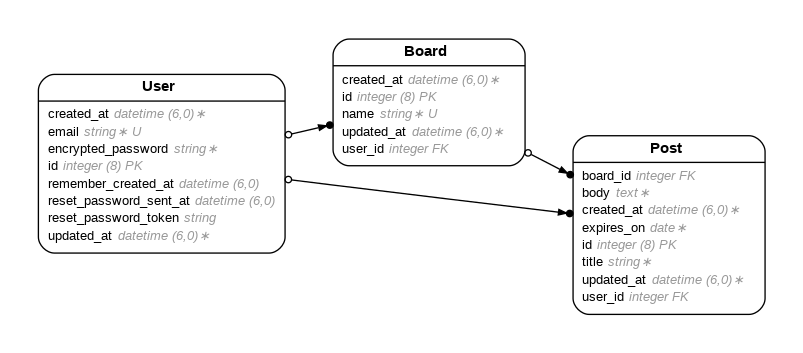 User
created_at datetime (6,0)∗
email string∗ U
encrypted_password string∗
id integer (8) PK
remember_created_at datetime (6,0)
reset_password_sent_at datetime (6,0)
reset_password_token string
updated_at datetime (6,0)∗
Board
created_at datetime (6,0)∗
id integer (8) PK
name string∗ U
updated_at datetime (6,0)∗
user_id integer FK
Post
board_id integer FK
body text∗
created_at datetime (6,0)∗
expires_on date∗
id integer (8) PK
title string∗
updated_at datetime (6,0)∗
user_id integer FK